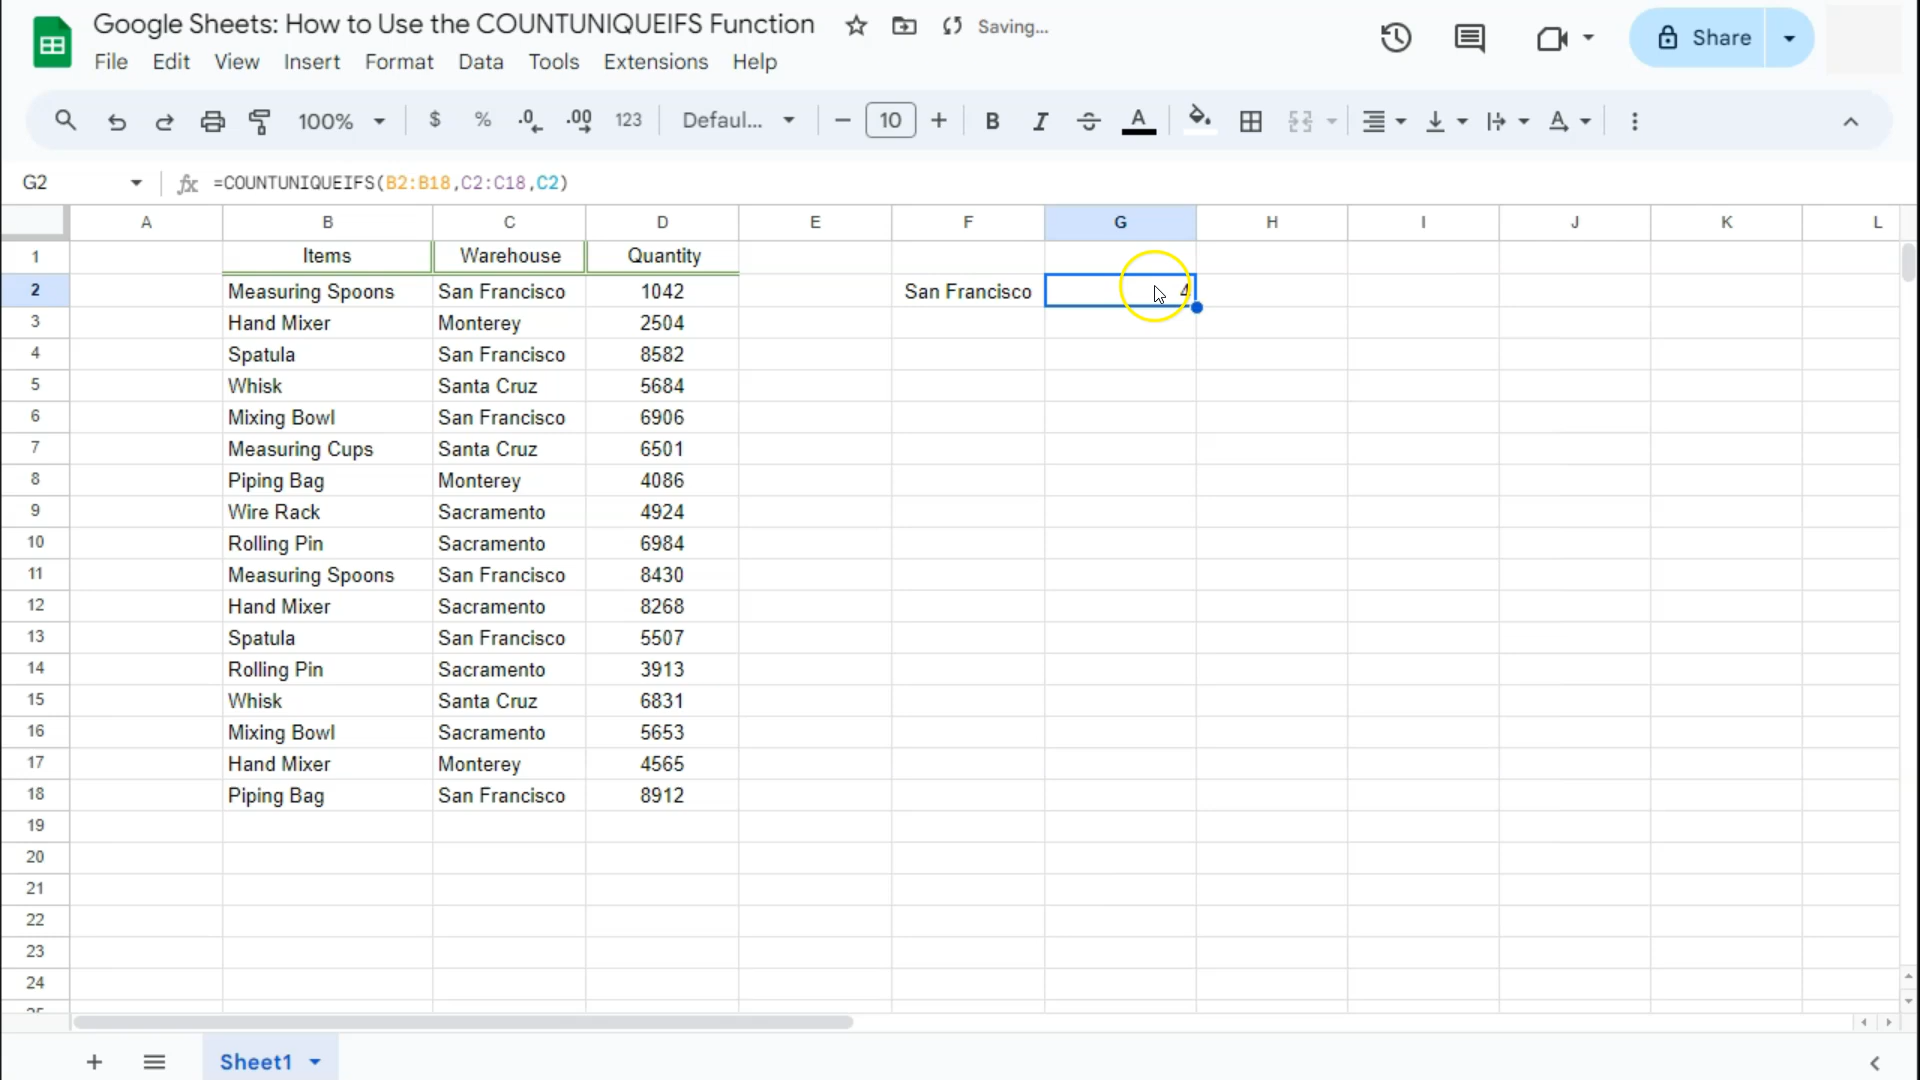 Google Sheets: How to Use the COUNTUNIQUEIFS Function Saving...
File Edit View Insert Format Data Tools Extensions Help
Share
100% $ % .0 .00 123 Defaul... 10 B I A
G2 fx =COUNTUNIQUEIFS(B2:B18,C2:C18,C2)
A B C D E F G H I J K L
1 Items Warehouse Quantity
2 Measuring Spoons San Francisco 1042 San Francisco 4
3 Hand Mixer Monterey 2504
4 Spatula San Francisco 8582
5 Whisk Santa Cruz 5684
6 Mixing Bowl San Francisco 6906
7 Measuring Cups Santa Cruz 6501
8 Piping Bag Monterey 4086
9 Wire Rack Sacramento 4924
10 Rolling Pin Sacramento 6984
11 Measuring Spoons San Francisco 8430
12 Hand Mixer Sacramento 8268
13 Spatula San Francisco 5507
14 Rolling Pin Sacramento 3913
15 Whisk Santa Cruz 6831
16 Mixing Bowl Sacramento 5653
17 Hand Mixer Monterey 4565
18 Piping Bag San Francisco 8912
19
20
21
22
23
24
25
Sheet1